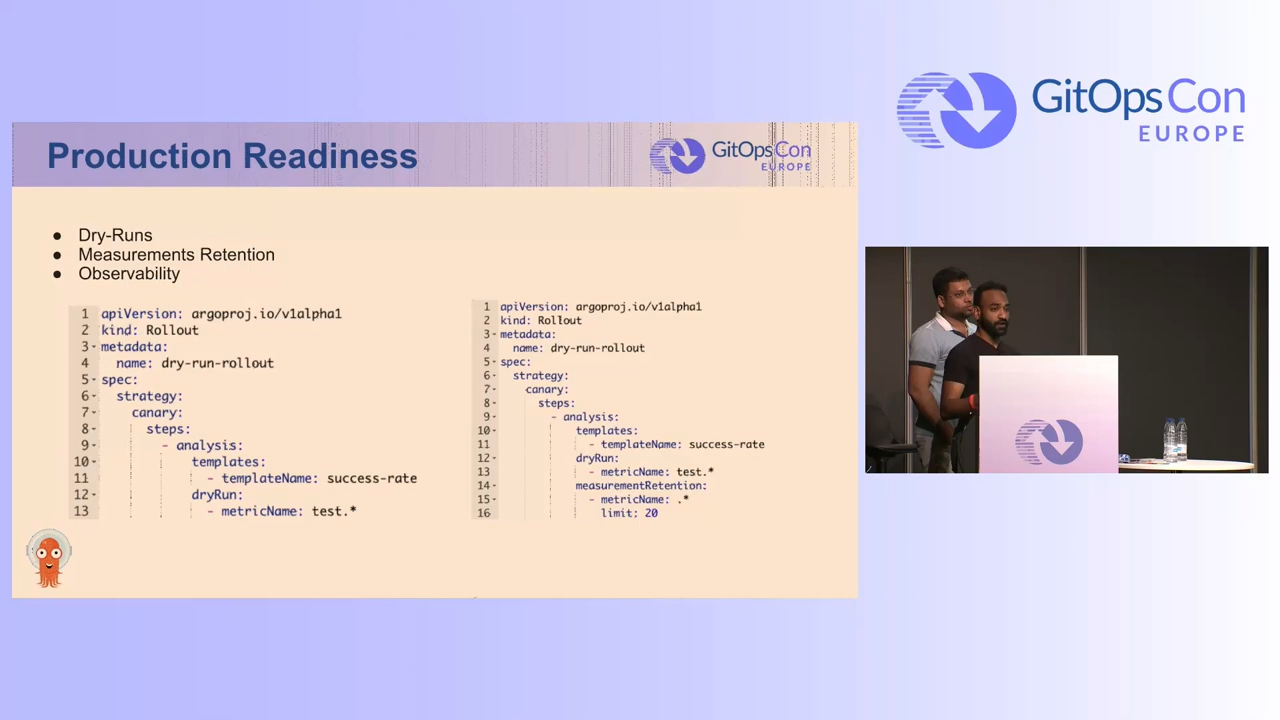 GitOpsCon
EUROPE
Production Readiness
GitOpsCon
EUROPE
● Dry-Runs
● Measurements Retention
● Observability
1 apiVersion: argoproj.io/v1alpha1
2 kind: Rollout
3 metadata:
4 name: dry-run-rollout
5 spec:
6 strategy:
7 canary:
8 steps:
9 - analysis:
10 templates:
11 - templateName: success-rate
12 dryRun:
13 - metricName: test.*
1 apiVersion: argoproj.io/v1alpha1
2 kind: Rollout
3 metadata:
4 name: dry-run-rollout
5 spec:
6 strategy:
7 canary:
8 steps:
9 - analysis:
10 templates:
11 - templateName: success-rate
12 dryRun:
13 - metricName: test.*
14 measurementRetention:
15 - metricName: .*
16 limit: 20